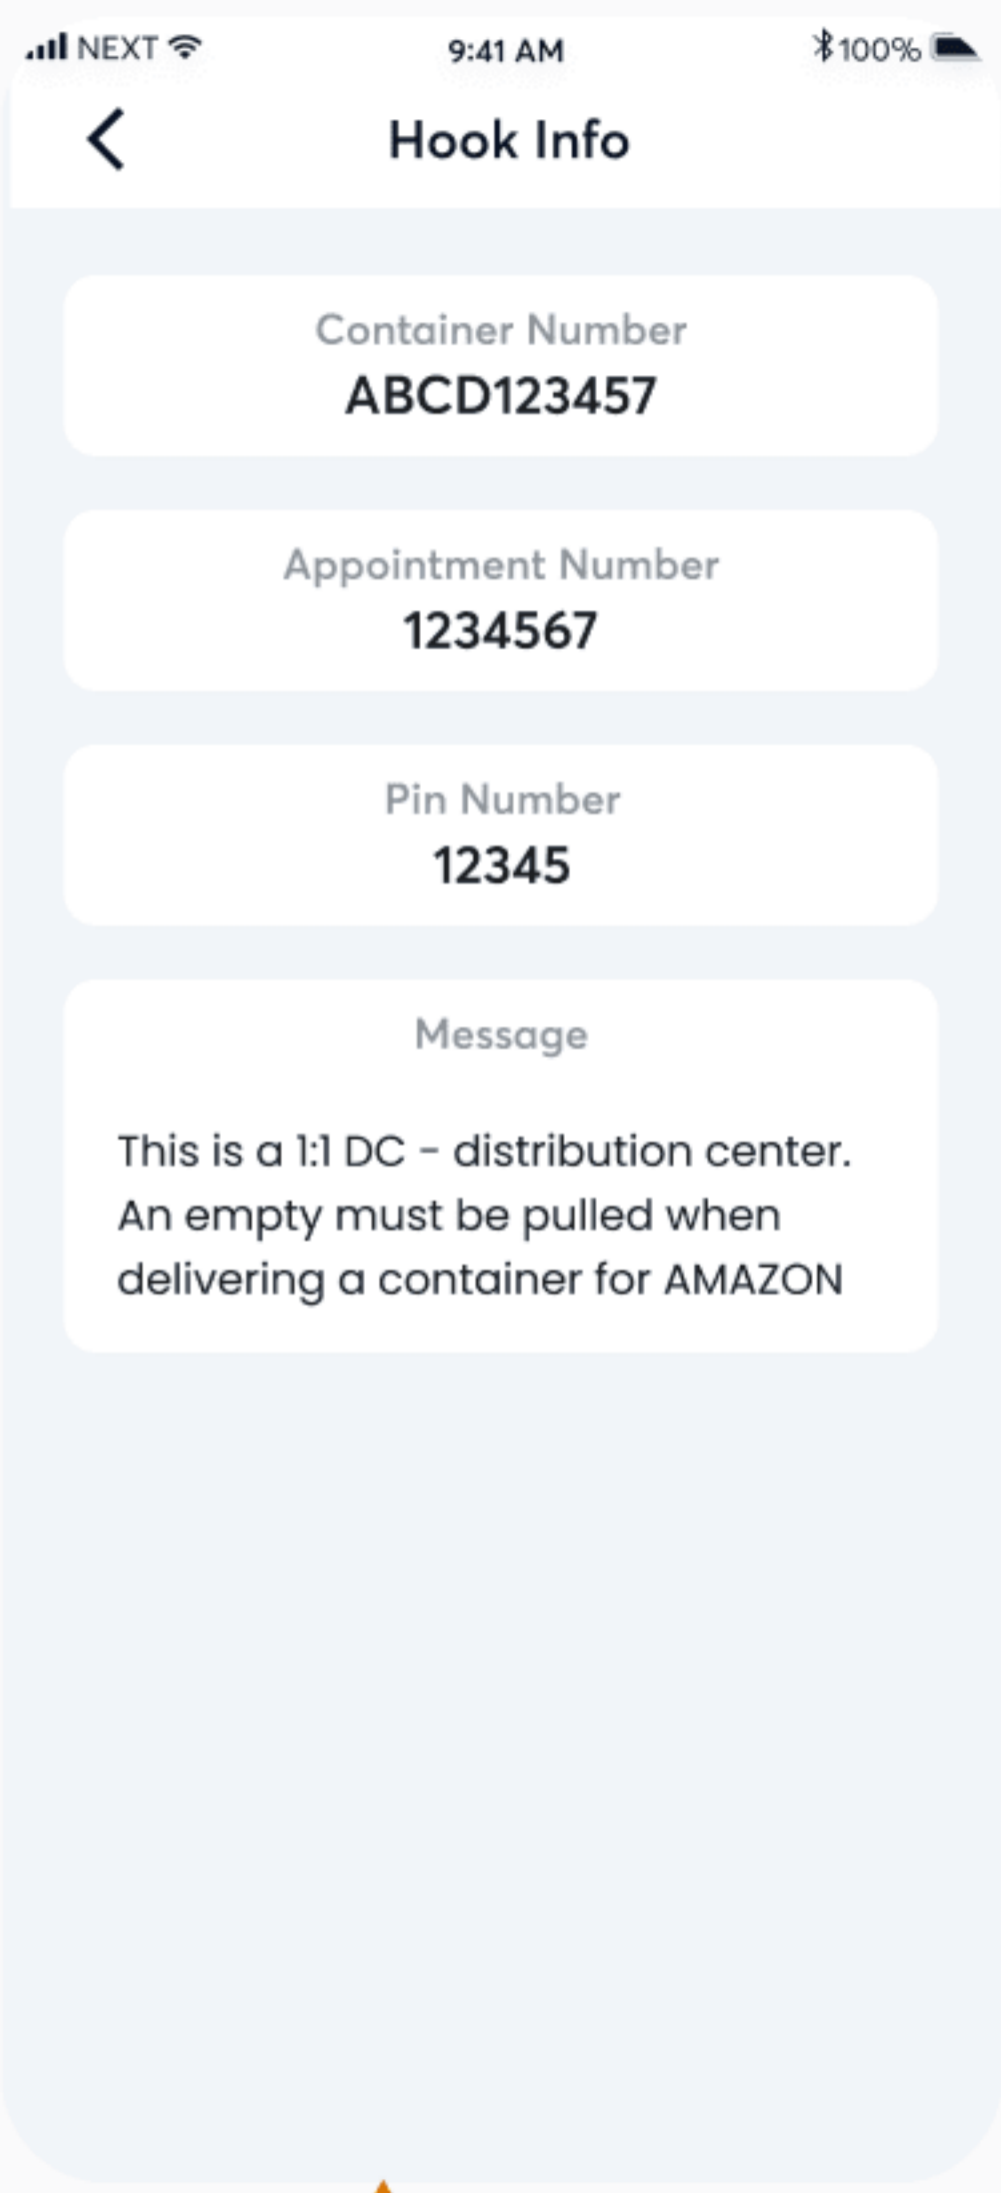 NEXT 9:41 AM 100%
Hook Info
Container Number
ABCD123457
Appointment Number
1234567
Pin Number
12345
Message
This is a 1:1 DC - distribution center.
An empty must be pulled when
delivering a container for AMAZON